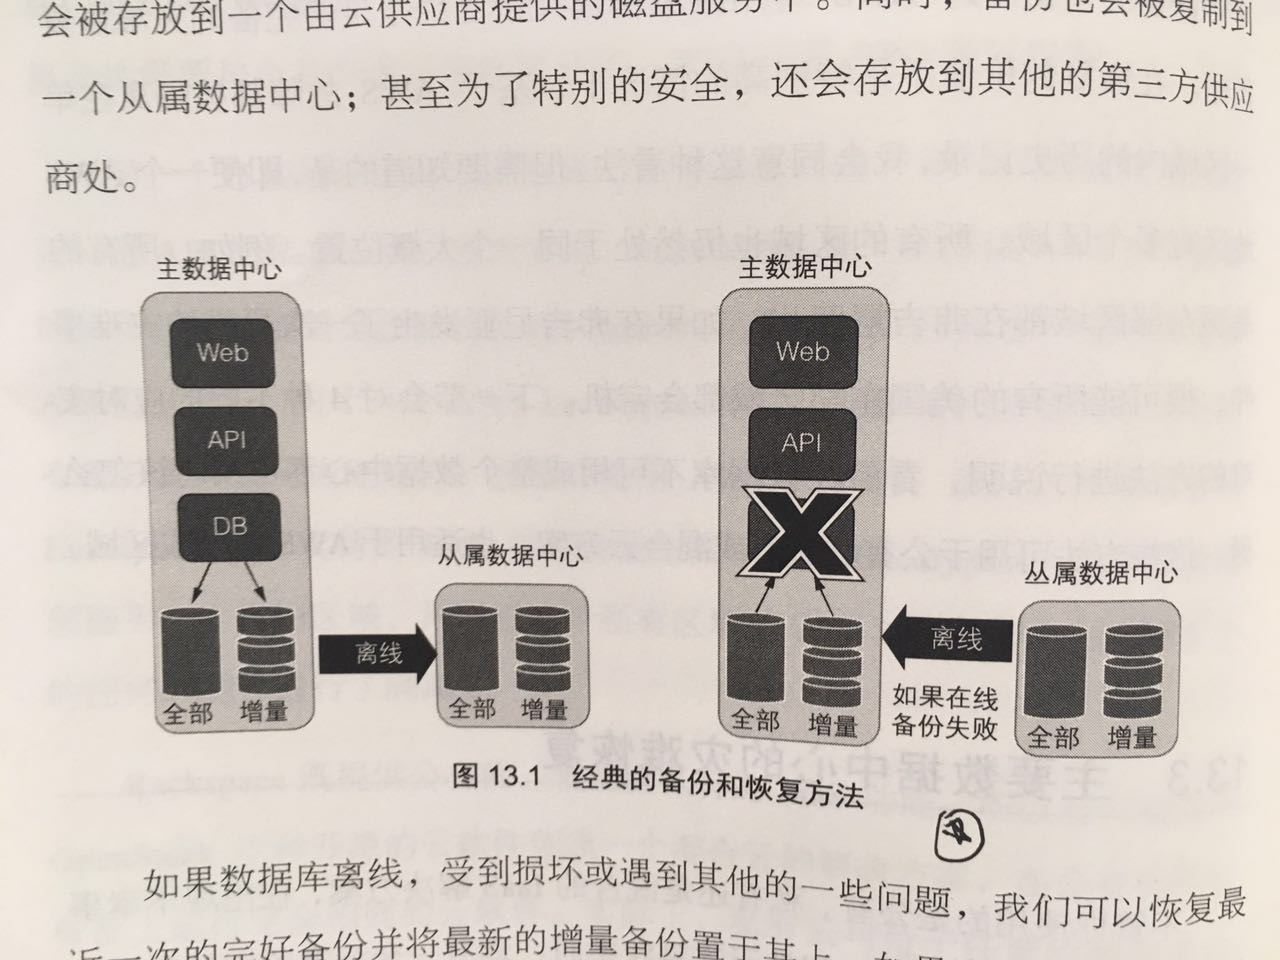 会被存放到一个由云供应商提供的磁盘服务中。同时,备份也会被复制到
一个从属数据中心;甚至为了特别的安全,还会存放到其他的第三方供应
商处。
主数据中心
Web
API
DB
全部 增量
离线
从属数据中心
全部 增量
主数据中心
Web
API
X
全部 增量
离线
如果在线
备份失败
从属数据中心
全部 增量
图 13.1 经典的备份和恢复方法
如果数据库离线,受到损坏或遇到其他的一些问题,我们可以恢复最
近一次的完好备份并将最新的增量备份置于其上。如果